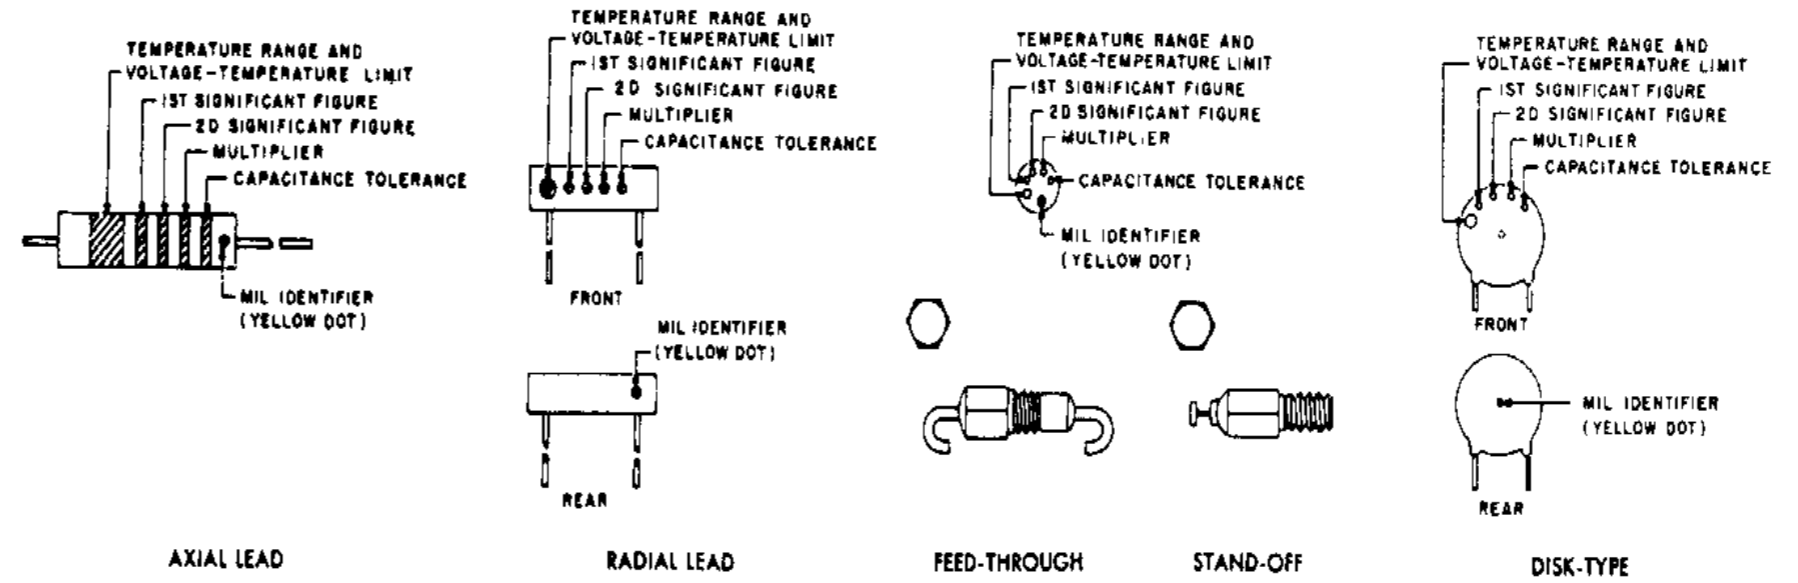 TEMPERATURE RANGE AND
VOLTAGE-TEMPERATURE LIMIT
1ST SIGNIFICANT FIGURE
2D SIGNIFICANT FIGURE
MULTIPLIER
CAPACITANCE TOLERANCE
MIL IDENTIFIER
(YELLOW DOT)
AXIAL LEAD
TEMPERATURE RANGE AND
VOLTAGE-TEMPERATURE LIMIT
1ST SIGNIFICANT FIGURE
2D SIGNIFICANT FIGURE
MULTIPLIER
CAPACITANCE TOLERANCE
FRONT
MIL IDENTIFIER
(YELLOW DOT)
REAR
RADIAL LEAD
TEMPERATURE RANGE AND
VOLTAGE-TEMPERATURE LIMIT
1ST SIGNIFICANT FIGURE
2D SIGNIFICANT FIGURE
MULTIPLIER
CAPACITANCE TOLERANCE
MIL IDENTIFIER
(YELLOW DOT)
FEED-THROUGH
STAND-OFF
TEMPERATURE RANGE AND
VOLTAGE-TEMPERATURE LIMIT
1ST SIGNIFICANT FIGURE
2D SIGNIFICANT FIGURE
MULTIPLIER
CAPACITANCE TOLERANCE
FRONT
MIL IDENTIFIER
(YELLOW DOT)
REAR
DISK-TYPE